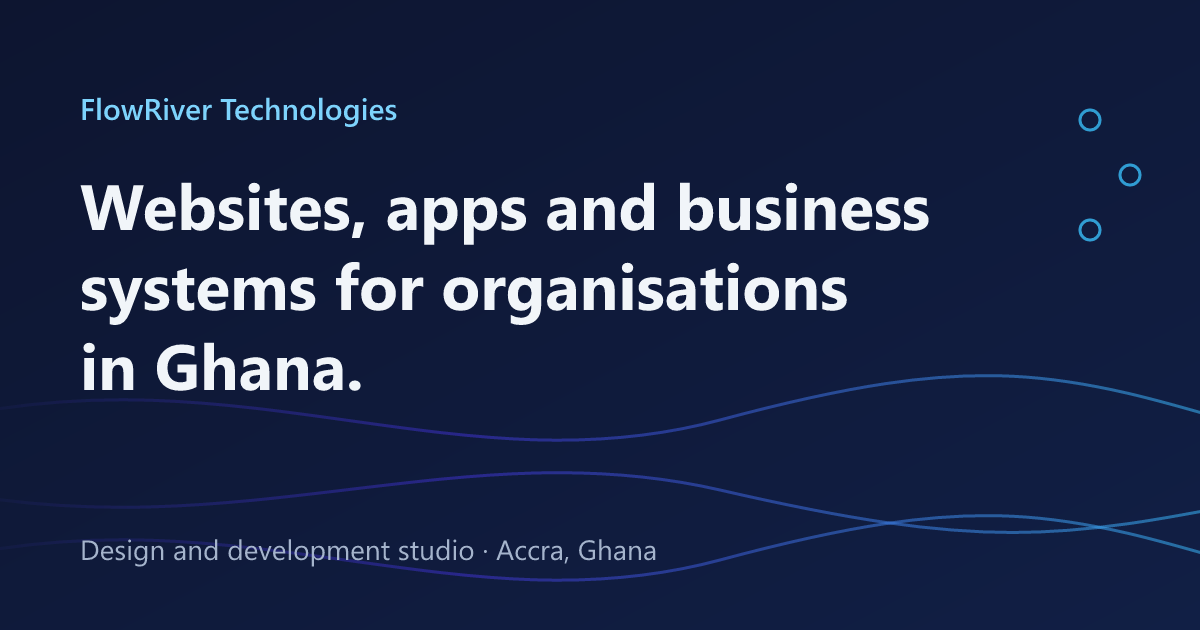 FlowRiver Technologies
Websites, apps and business
systems for organisations
in Ghana.
Design and development studio · Accra, Ghana